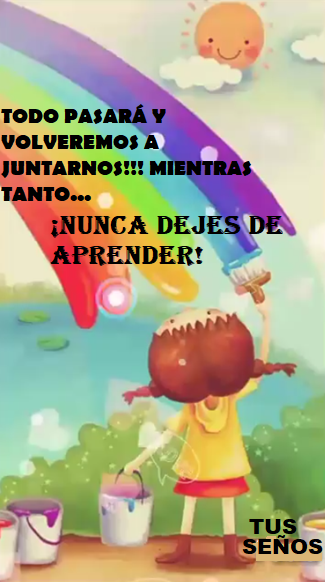 TODO PASARÁ Y
VOLVEREMOS A
JUNTARNOS!!! MIENTRAS
TANTO...
¡NUNCA DEJES DE
APRENDER!
TUS
SEÑOS